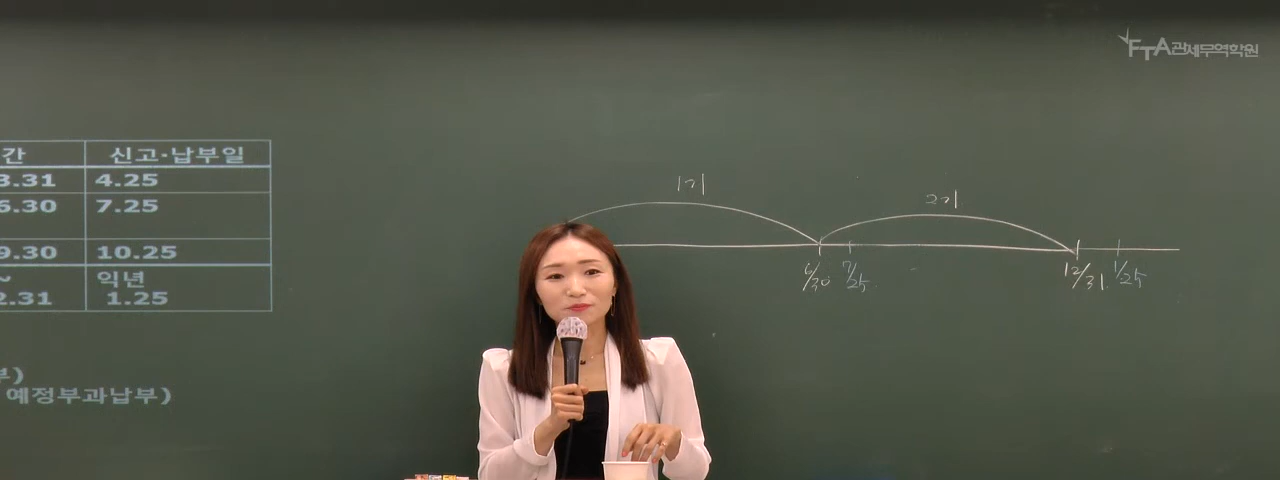 FTA관세무역학원
간 신고·납부일
3.31 4.25
6.30 7.25
9.30 10.25
~ 익년
2.31 1.25
부)
예정부과납부)
1기
2기
6/30 7/25 12/31 1/25